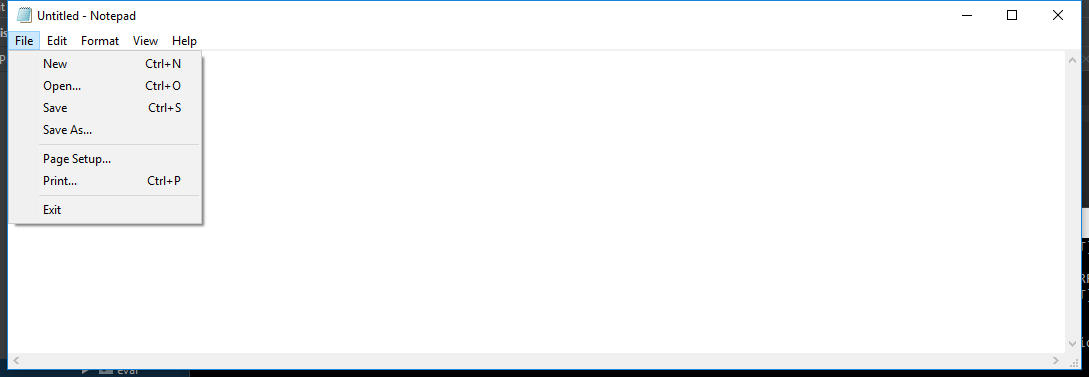 Untitled - Notepad
File Edit Format View Help
New Ctrl+N
Open... Ctrl+O
Save Ctrl+S
Save As...
Page Setup...
Print... Ctrl+P
Exit
eval